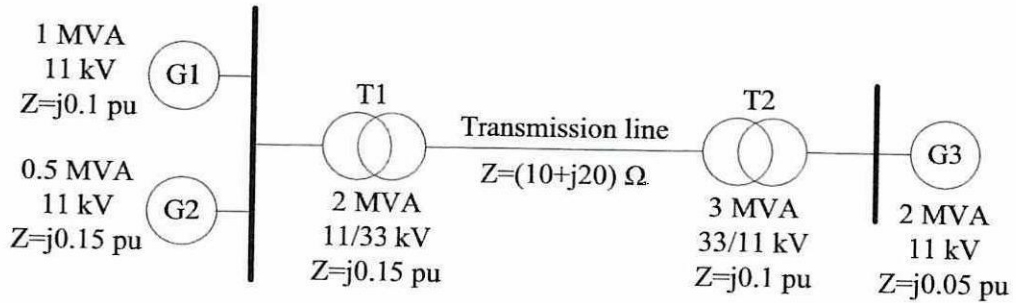 1 MVA
11 kV
Z=j0.1 pu
G1
0.5 MVA
11 kV
Z=j0.15 pu
G2
T1
2 MVA
11/33 kV
Z=j0.15 pu
Transmission line
Z=(10+j20) Ω
T2
3 MVA
33/11 kV
Z=j0.1 pu
G3
2 MVA
11 kV
Z=j0.05 pu